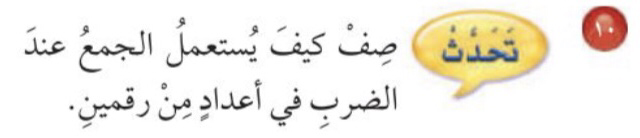 ١٠ تَحَدَّثْ صِفْ كيفَ يُستعملُ الجمعُ عندَ
الضربِ في أعدادٍ مِنْ رقمينِ.